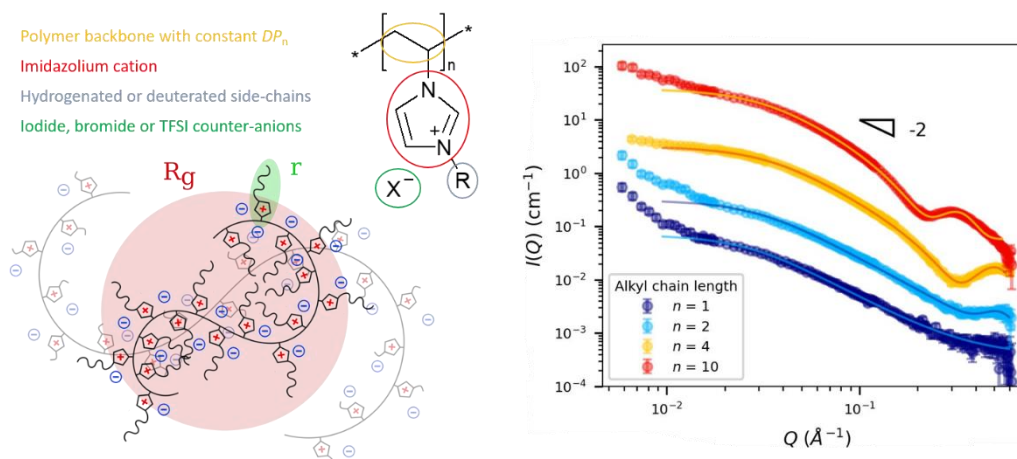 Polymer backbone with constant DPₙ
Imidazolium cation
Hydrogenated or deuterated side-chains
Iodide, bromide or TFSI counter-anions
* *
n
N
+
N
X⁻
R
Rg
r
I(Q) (cm⁻¹)
10²
10¹
10⁰
10⁻¹
10⁻²
10⁻³
10⁻⁴
-2
Alkyl chain length
n = 1
n = 2
n = 4
n = 10
10⁻² 10⁻¹
Q (Å⁻¹)